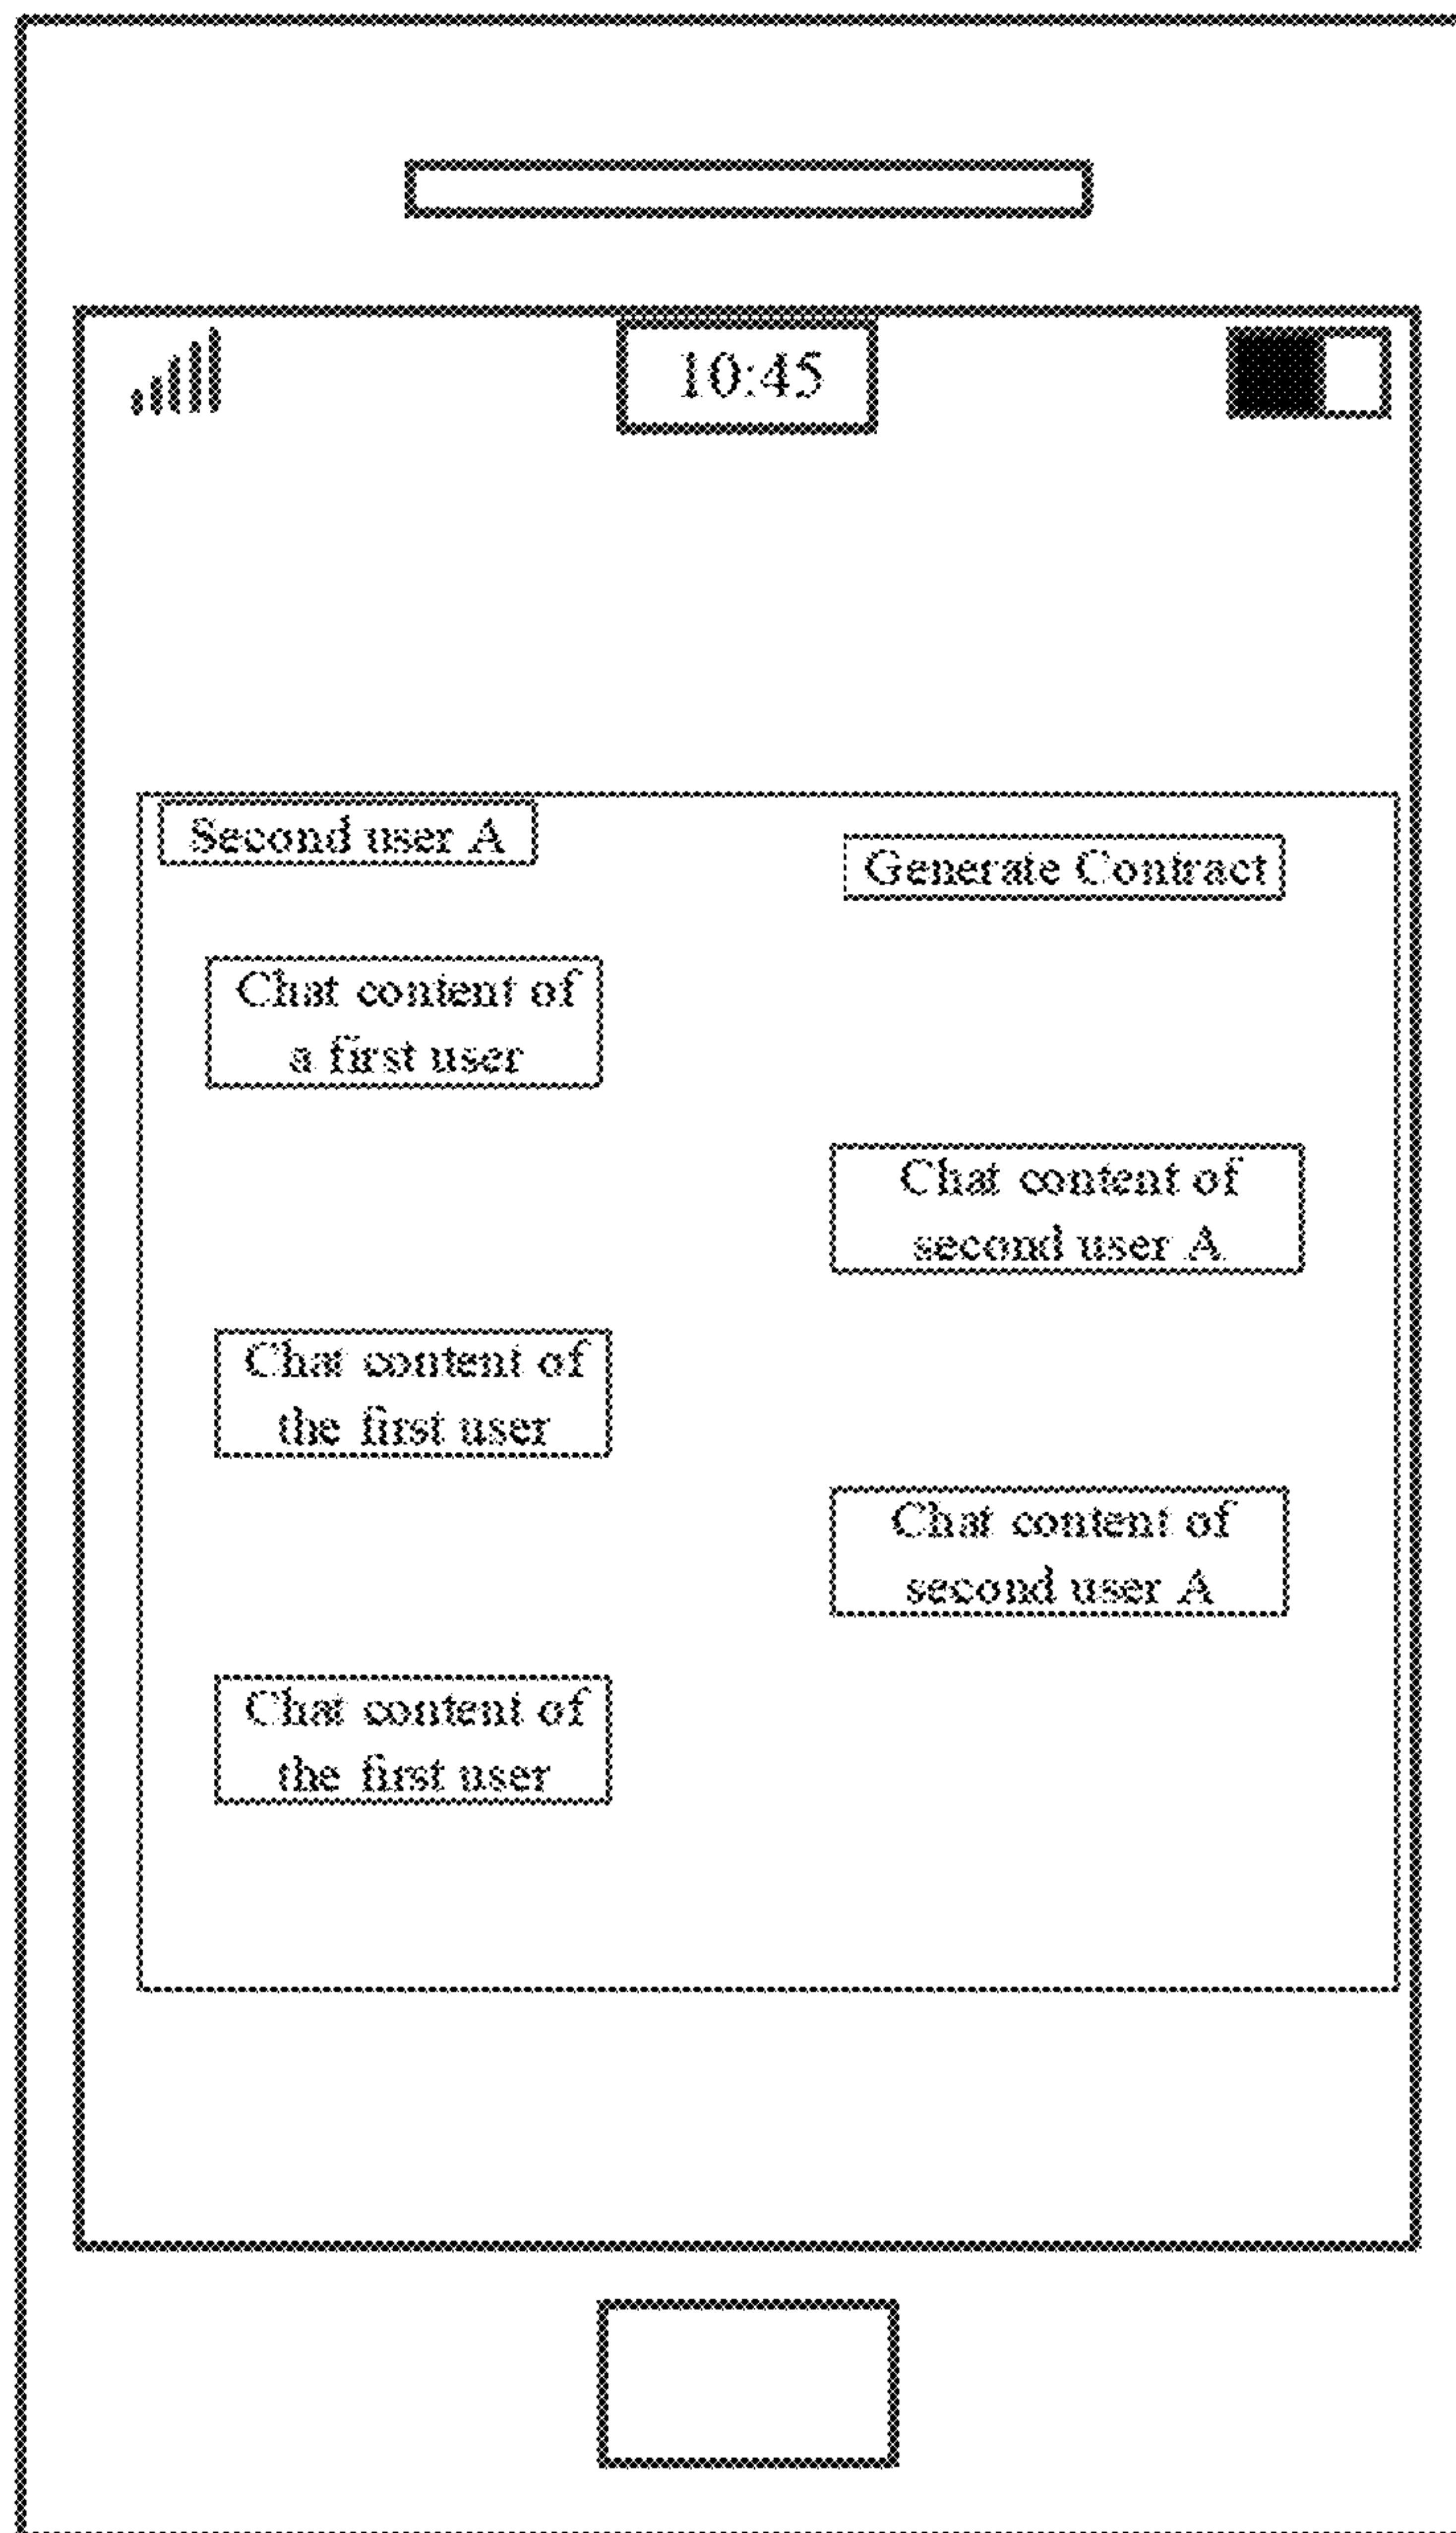 10:45
Second user A
Generate Contract
Chat content of
a first user
Chat content of
second user A
Chat content of
the first user
Chat content of
second user A
Chat content of
the first user